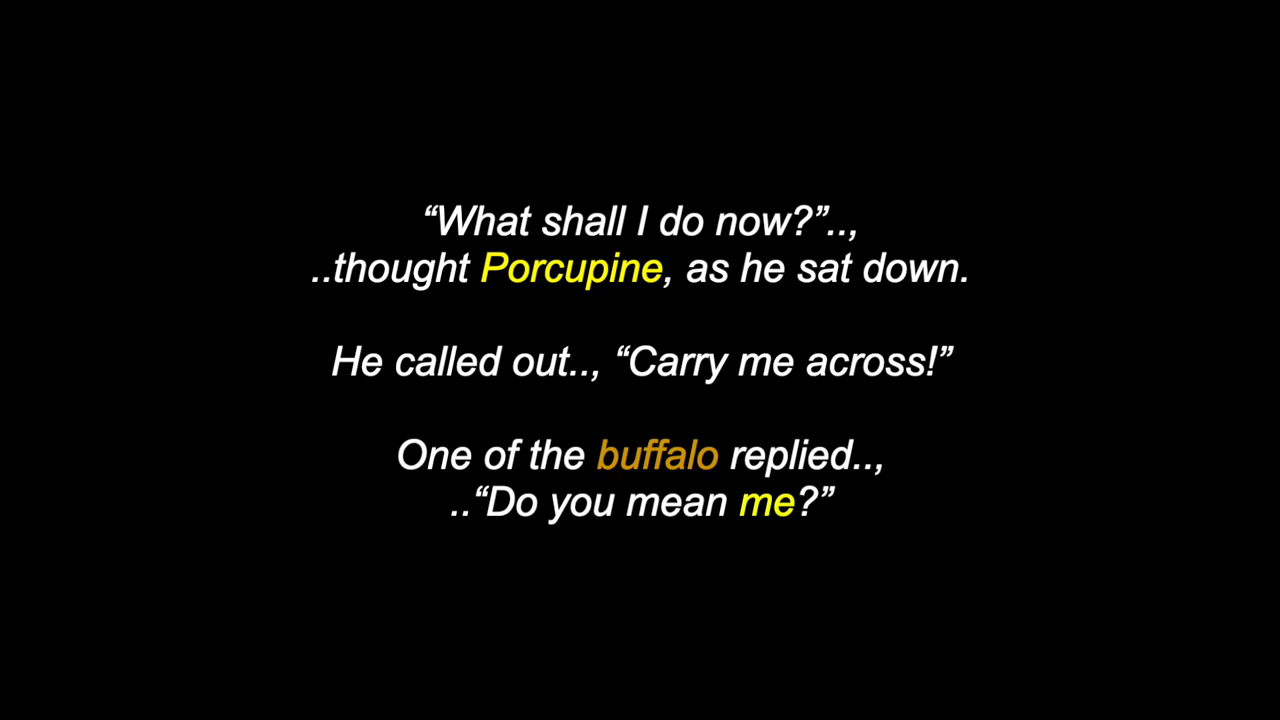 “What shall I do now?”..,
..thought Porcupine, as he sat down.
He called out.., “Carry me across!”
One of the buffalo replied..,
..“Do you mean me?”